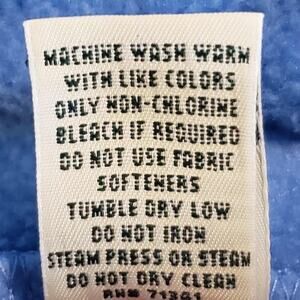 MACHINE WASH WARM
WITH LIKE COLORS
ONLY NON-CHLORINE
BLEACH IF REQUIRED
DO NOT USE FABRIC
SOFTENERS
TUMBLE DRY LOW
DO NOT IRON
STEAM PRESS OR STEAM
DO NOT DRY CLEAN
RN#